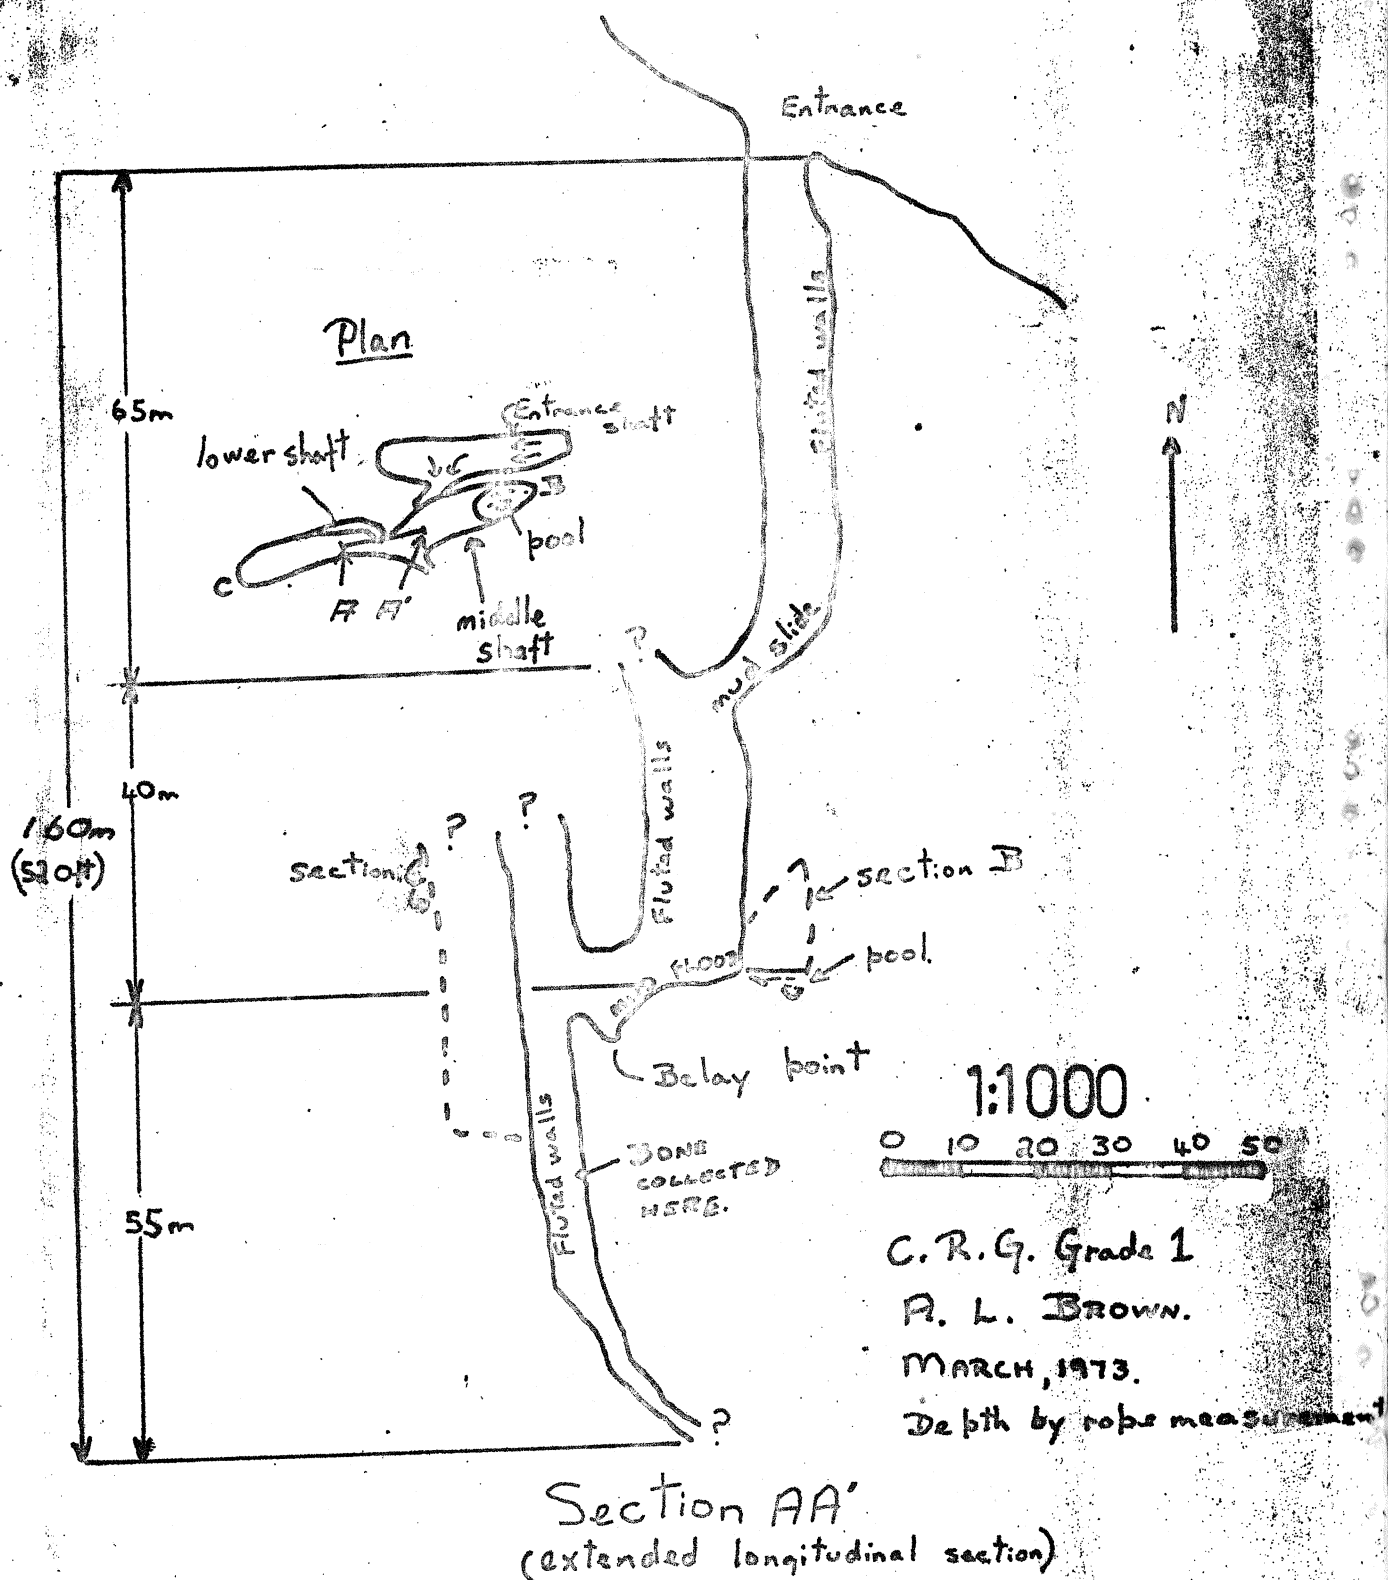 Entrance
Fluted walls
Plan
65m
Entrance
shaft
lower shaft
B
pool
C
A A'
middle
shaft
N
?
mud slide
40m
160m
(520ft)
Fluted walls
? ?
section
section B
pool.
FLOOR
Belay point
1:1000
0 10 20 30 40 50
Fluted walls
BONE
COLLECTED
HERE.
55m
C.R.G. Grade 1
A. L. BROWN.
MARCH, 1973.
Depth by rope measurement
?
Section AA'
(extended longitudinal section)